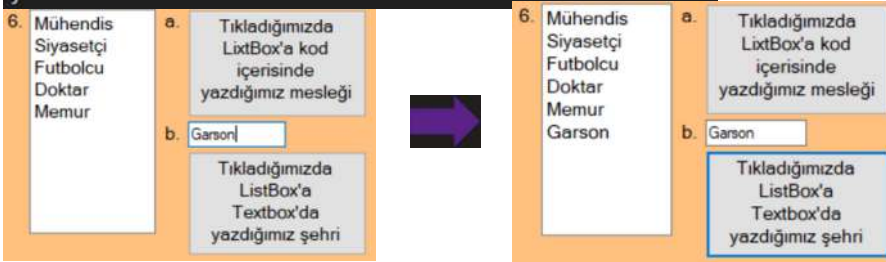 6.
Mühendis
Siyasetçi
Futbolcu
Doktar
Memur
a.
Tıkladığımızda
LixtBox'a kod
içerisinde
yazdığımız mesleği
b.
Garson
Tıkladığımızda
ListBox'a
Textbox'da
yazdığımız şehri
6.
Mühendis
Siyasetçi
Futbolcu
Doktar
Memur
Garson
a.
Tıkladığımızda
LixtBox'a kod
içerisinde
yazdığımız mesleği
b.
Garson
Tıkladığımızda
ListBox'a
Textbox'da
yazdığımız şehri